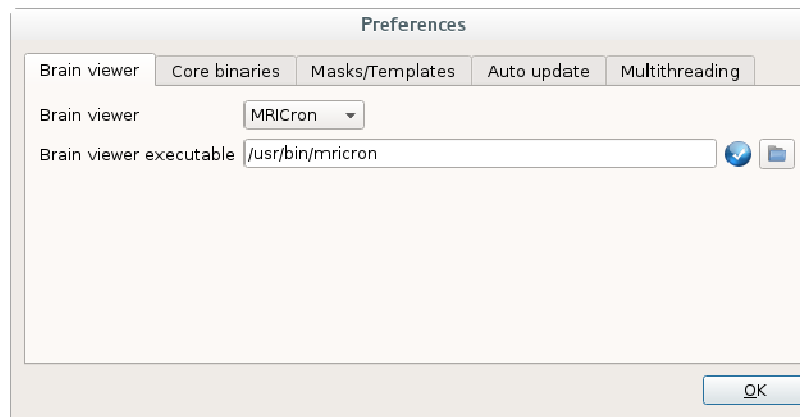 Preferences
Brain viewer Core binaries Masks/Templates Auto update Multithreading
Brain viewer MRICron
Brain viewer executable /usr/bin/mricron
OK